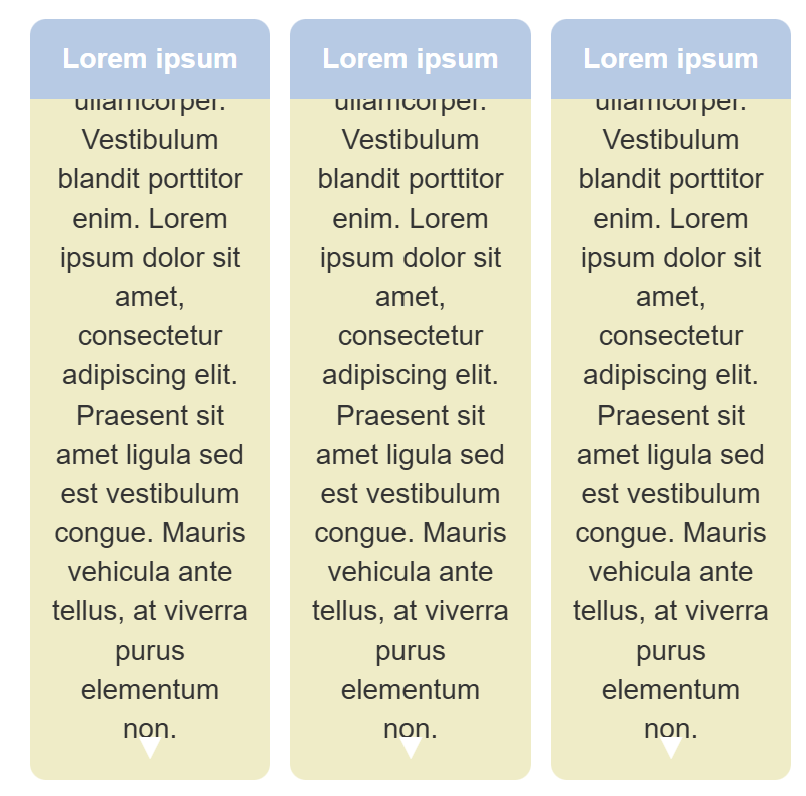 Lorem ipsum
ullamcorper.
Vestibulum
blandit porttitor
enim. Lorem
ipsum dolor sit
amet,
consectetur
adipiscing elit.
Praesent sit
amet ligula sed
est vestibulum
congue. Mauris
vehicula ante
tellus, at viverra
purus
elementum
non.
Lorem ipsum
ullamcorper.
Vestibulum
blandit porttitor
enim. Lorem
ipsum dolor sit
amet,
consectetur
adipiscing elit.
Praesent sit
amet ligula sed
est vestibulum
congue. Mauris
vehicula ante
tellus, at viverra
purus
elementum
non.
Lorem ipsum
ullamcorper.
Vestibulum
blandit porttitor
enim. Lorem
ipsum dolor sit
amet,
consectetur
adipiscing elit.
Praesent sit
amet ligula sed
est vestibulum
congue. Mauris
vehicula ante
tellus, at viverra
purus
elementum
non.